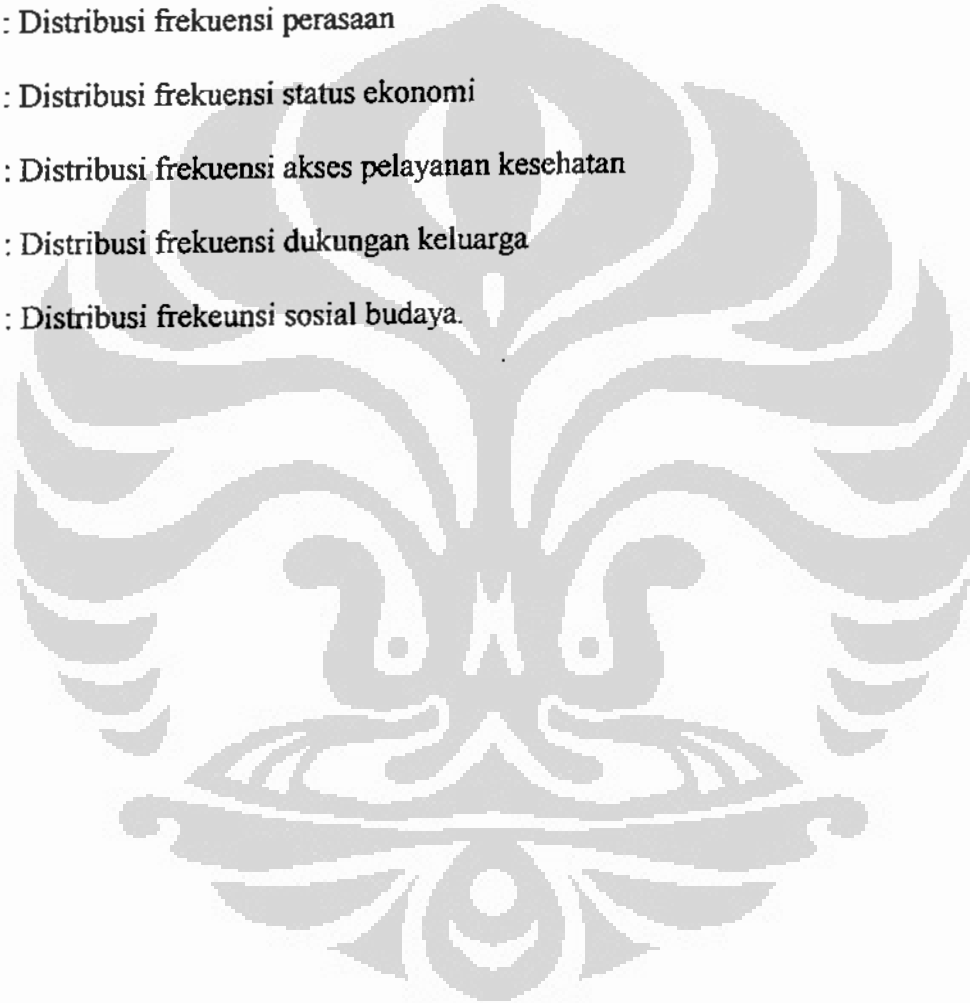 : Distribusi frekuensi perasaan
: Distribusi frekuensi status ekonomi
: Distribusi frekuensi akses pelayanan kesehatan
: Distribusi frekuensi dukungan keluarga
: Distribusi frekeunsi sosial budaya.